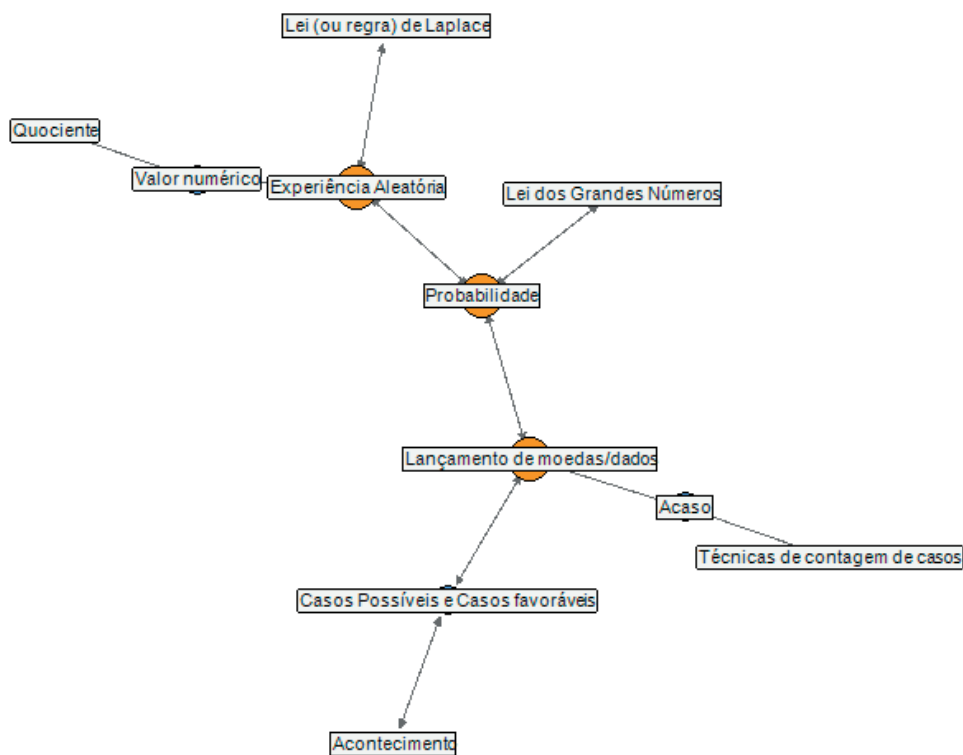 Lei (ou regra) de Laplace
Quociente
Valor numérico
Experiência Aleatória
Lei dos Grandes Números
Probabilidade
Lançamento de moedas/dados
Acaso
Técnicas de contagem de casos
Casos Possíveis e Casos favoráveis
Acontecimento